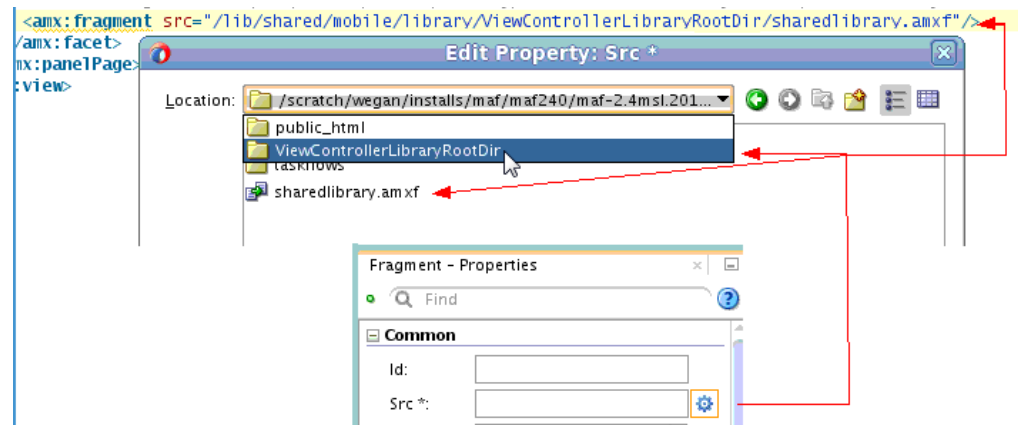 <amx:fragment src="/lib/shared/mobile/library/ViewControllerLibraryRootDir/sharedlibrary.amxf"/>
/amx:facet>
mx:panelPage>
:view>
Edit Property: Src *
Location: /scratch/wegan/installs/maf/maf240/maf-2.4msl.201...
public_html
ViewControllerLibraryRootDir
taskflows
sharedlibrary.amxf
Fragment - Properties
Find
Common
Id:
Src *: